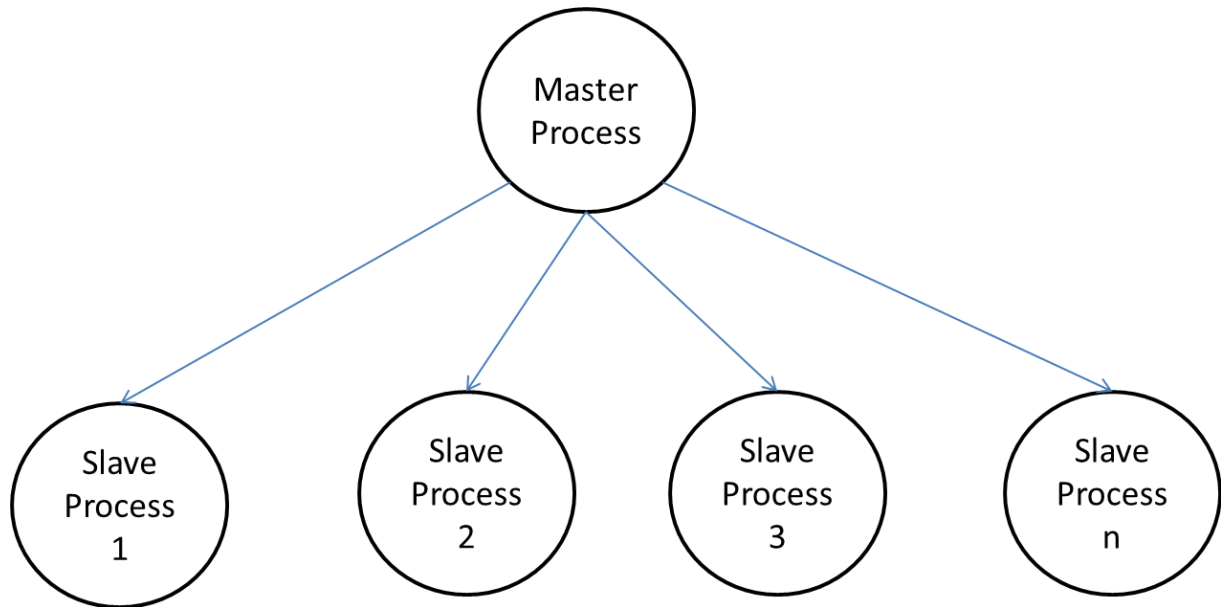 Master
Process
Slave
Process
1
Slave
Process
2
Slave
Process
3
Slave
Process
n